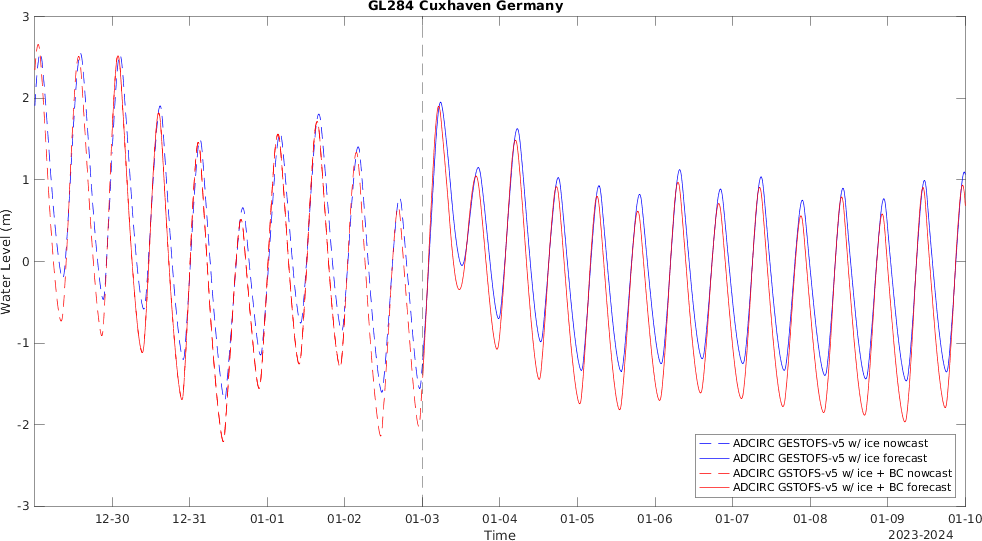 GL284 Cuxhaven Germany
3
2
1
0
-1
-2
-3
Water Level (m)
ADCIRC GESTOFS-v5 w/ ice nowcast
ADCIRC GESTOFS-v5 w/ ice forecast
ADCIRC GSTOFS-v5 w/ ice + BC nowcast
ADCIRC GSTOFS-v5 w/ ice + BC forecast
12-30 12-31 01-01 01-02 01-03 01-04 01-05 01-06 01-07 01-08 01-09 01-10
Time
2023-2024